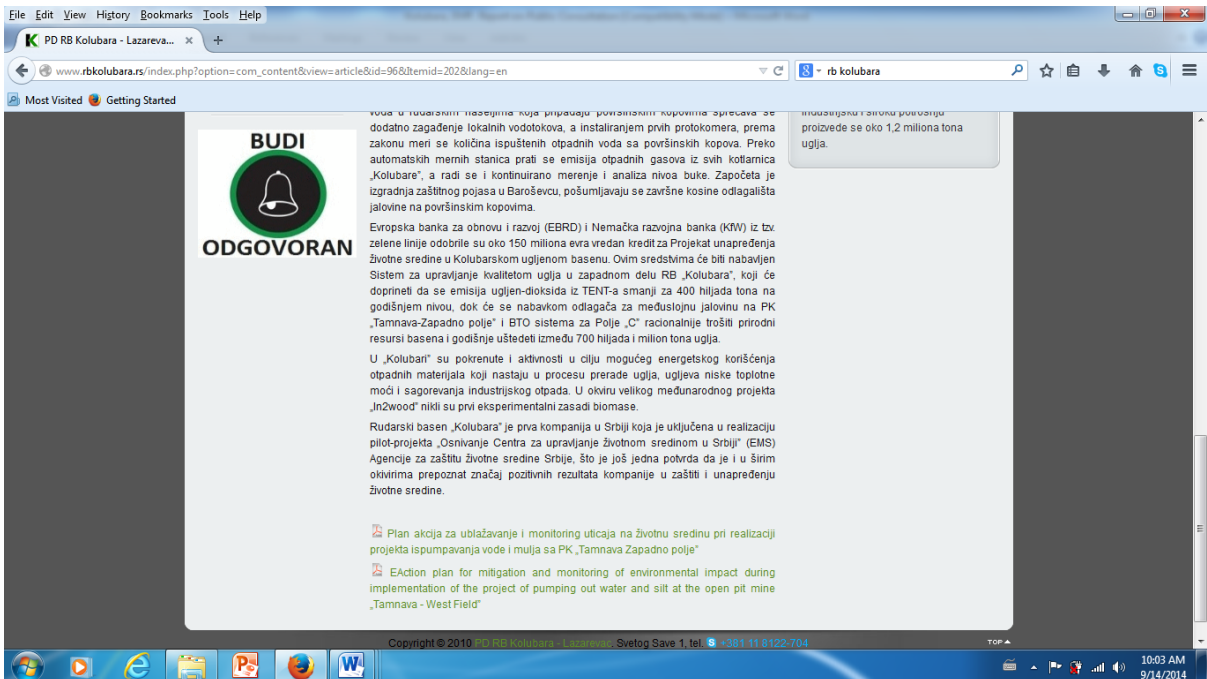 File Edit View History Bookmarks Tools Help
PD RB Kolubara - Lazareva... × +
www.rbkolubara.rs/index.php?option=com_content&view=article&id=96&Itemid=202&lang=en
rb kolubara
Most Visited Getting Started
BUDI
ODGOVORAN
voda u rudarskim naseljima koja pripadaju površinskim kopovima sprečava se
dodatno zagađenje lokalnih vodotokova, a instaliranjem prvih protokomera, prema
zakonu meri se količina ispuštenih otpadnih voda sa površinskih kopova. Preko
automatskih mernih stanica prati se emisija otpadnih gasova iz svih kotlarnica
„Kolubare", a radi se i kontinuirano merenje i analiza nivoa buke. Započeta je
izgradnja zaštitnog pojasa u Baroševcu, pošumljavaju se završne kosine odlagališta
jalovine na površinskim kopovima.
Evropska banka za obnovu i razvoj (EBRD) i Nemačka razvojna banka (KfW) iz tzv.
zelene linije odobrile su oko 150 miliona evra vredan kredit za Projekat unapređenja
životne sredine u Kolubarskom ugljenom basenu. Ovim sredstvima će biti nabavljen
Sistem za upravljanje kvalitetom uglja u zapadnom delu RB „Kolubara", koji će
doprineti da se emisija ugljen-dioksida iz TENT-a smanji za 400 hiljada tona na
godišnjem nivou, dok će se nabavkom odlagača za međuslojnu jalovinu na PK
„Tamnava-Zapadno polje" i BTO sistema za Polje „C" racionalnije trošiti prirodni
resursi basena i godišnje uštedeti između 700 hiljada i milion tona uglja.
U „Kolubari" su pokrenute i aktivnosti u cilju mogućeg energetskog korišćenja
otpadnih materijala koji nastaju u procesu prerade uglja, ugljeva niske toplotne
moći i sagorevanja industrijskog otpada. U okviru velikog međunarodnog projekta
„In2wood" nikli su prvi eksperimentalni zasadi biomase.
Rudarski basen „Kolubara" je prva kompanija u Srbiji koja je uključena u realizaciju
pilot-projekta „Osnivanje Centra za upravljanje životnom sredinom u Srbiji" (EMS)
Agencije za zaštitu životne sredine Srbije, što je još jedna potvrda da je i u širim
okivirima prepoznat značaj pozitivnih rezultata kompanije u zaštiti i unapređenju
životne sredine.
Plan akcija za ublažavanje i monitoring uticaja na životnu sredinu pri realizaciji
projekta ispumpavanja vode i mulja sa PK „Tamnava Zapadno polje"
EAction plan for mitigation and monitoring of environmental impact during
implementation of the project of pumping out water and silt at the open pit mine
„Tamnava - West Field"
industrijsku i široku potrošnju
proizvede se oko 1,2 miliona tona
uglja.
Copyright © 2010 PD RB Kolubara - Lazarevac, Svetog Save 1, tel. +381 11 8122-704
TOP
10:03 AM
9/14/2014